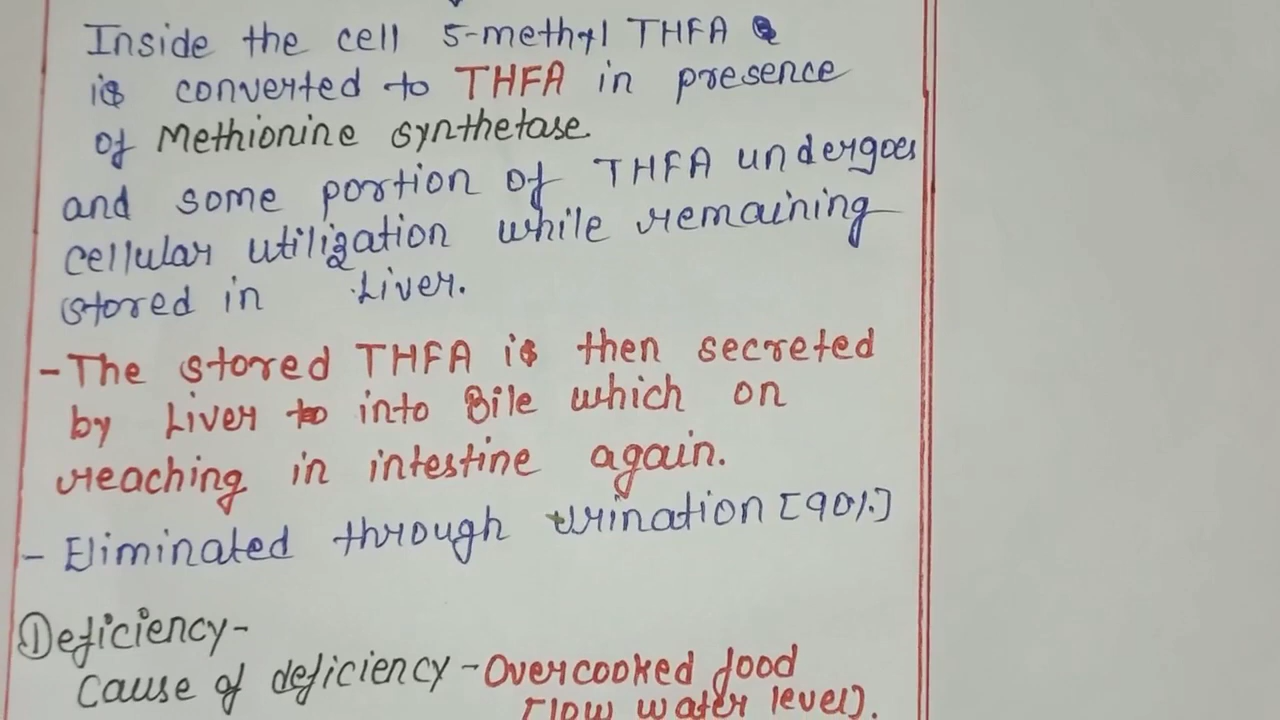 Inside the cell 5-methyl THFA
is converted to THFA in presence
of Methionine synthetase
and some portion of THFA undergoes
cellular utilization while remaining
stored in Liver.
- The stored THFA is then secreted
by Liver into Bile which on
reaching in intestine again.
- Eliminated through urination [90%]
① Deficiency-
Cause of deficiency - Overcooked food
[low water level].